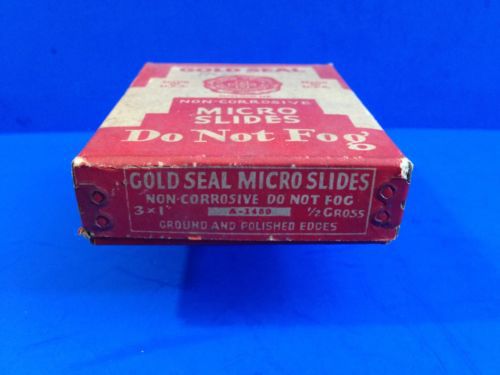 GOLD SEAL
NON-CORROSIVE
MICRO
SLIDES
Do Not Fog
GOLD SEAL MICRO SLIDES
NON-CORROSIVE DO NOT FOG
3 x 1" A-1450 1/2 GROSS
GROUND AND POLISHED EDGES